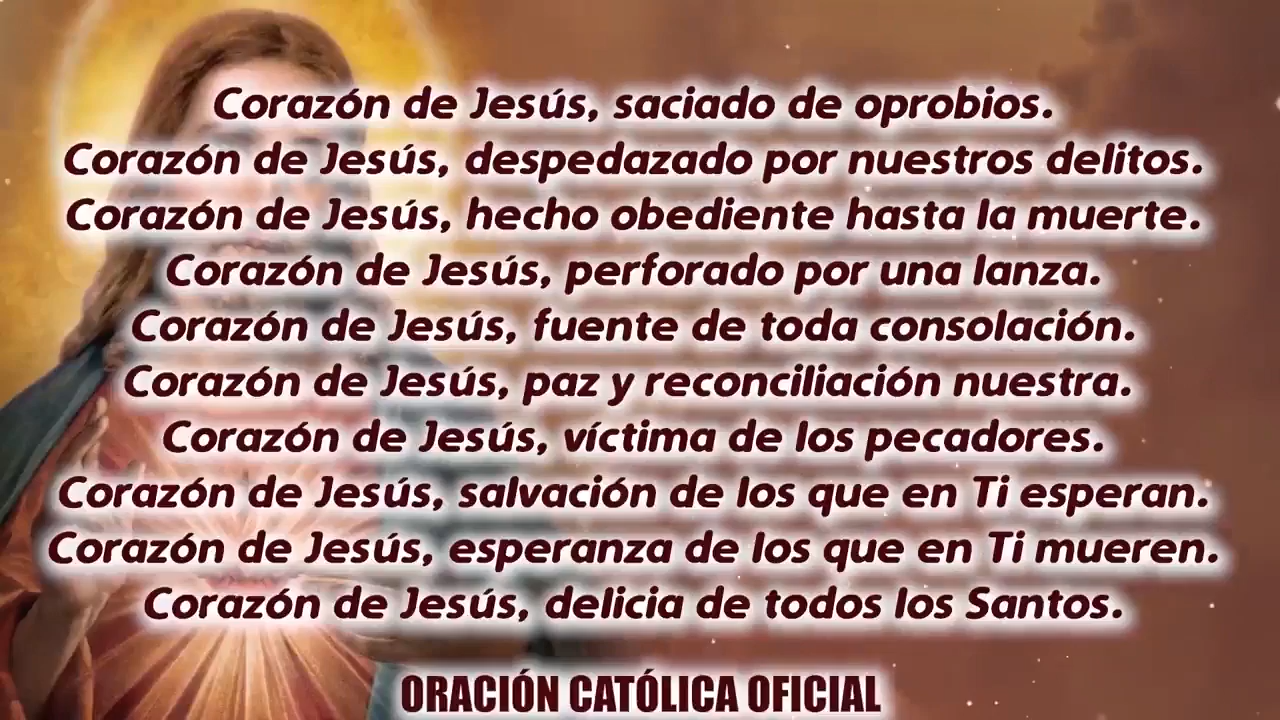 Corazón de Jesús, saciado de oprobios.
Corazón de Jesús, despedazado por nuestros delitos.
Corazón de Jesús, hecho obediente hasta la muerte.
Corazón de Jesús, perforado por una lanza.
Corazón de Jesús, fuente de toda consolación.
Corazón de Jesús, paz y reconciliación nuestra.
Corazón de Jesús, víctima de los pecadores.
Corazón de Jesús, salvación de los que en Ti esperan.
Corazón de Jesús, esperanza de los que en Ti mueren.
Corazón de Jesús, delicia de todos los Santos.
ORACIÓN CATÓLICA OFICIAL